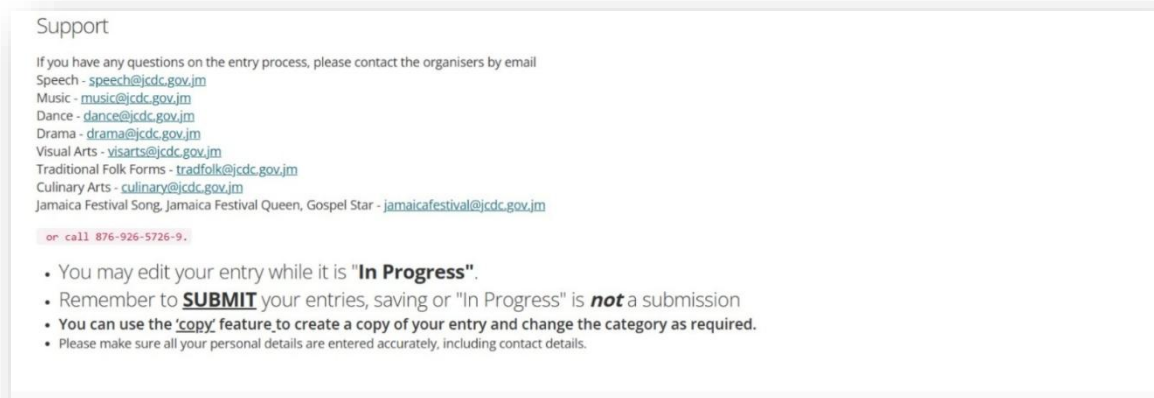 Support
If you have any questions on the entry process, please contact the organisers by email
Speech - speech@jcdc.gov.jm
Music - music@jcdc.gov.jm
Dance - dance@jcdc.gov.jm
Drama - drama@jcdc.gov.jm
Visual Arts - visarts@jcdc.gov.jm
Traditional Folk Forms - tradfolk@jcdc.gov.jm
Culinary Arts - culinary@jcdc.gov.jm
Jamaica Festival Song, Jamaica Festival Queen, Gospel Star - jamaicafestival@jcdc.gov.jm
or call 876-926-5726-9.
• You may edit your entry while it is "In Progress".
• Remember to SUBMIT your entries, saving or "In Progress" is not a submission
• You can use the 'copy' feature to create a copy of your entry and change the category as required.
• Please make sure all your personal details are entered accurately, including contact details.